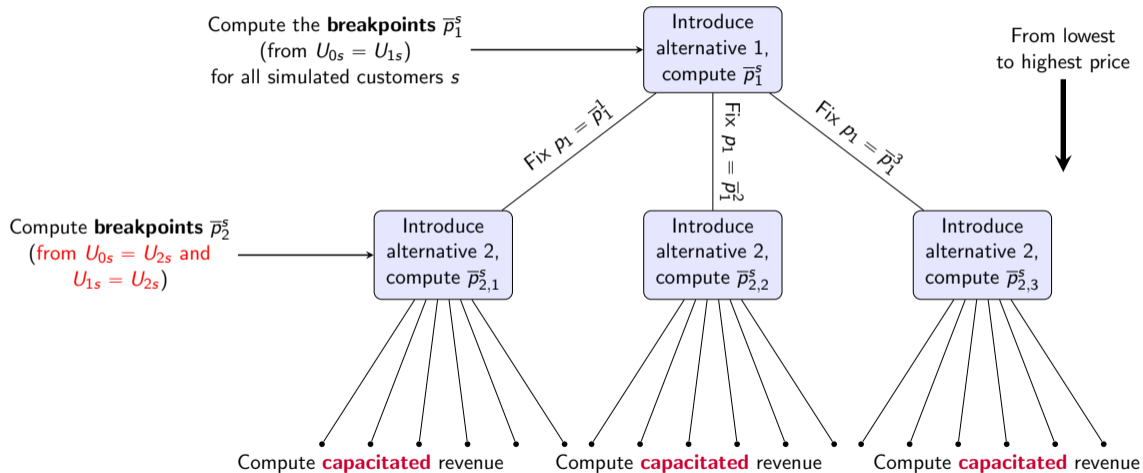 Compute the breakpoints p̅₁ˢ
(from U₀ₛ = U₁ₛ)
for all simulated customers s
Introduce
alternative 1,
compute p̅₁ˢ
From lowest
to highest price
Fix p₁ = p̅₁¹
Fix p₁ = p̅₁²
Fix p₁ = p̅₁³
Compute breakpoints p̅₂ˢ
(from U₀ₛ = U₂ₛ and
U₁ₛ = U₂ₛ)
Introduce
alternative 2,
compute p̅ˢ₂,₁
Introduce
alternative 2,
compute p̅ˢ₂,₂
Introduce
alternative 2,
compute p̅ˢ₂,₃
Compute capacitated revenue
Compute capacitated revenue
Compute capacitated revenue